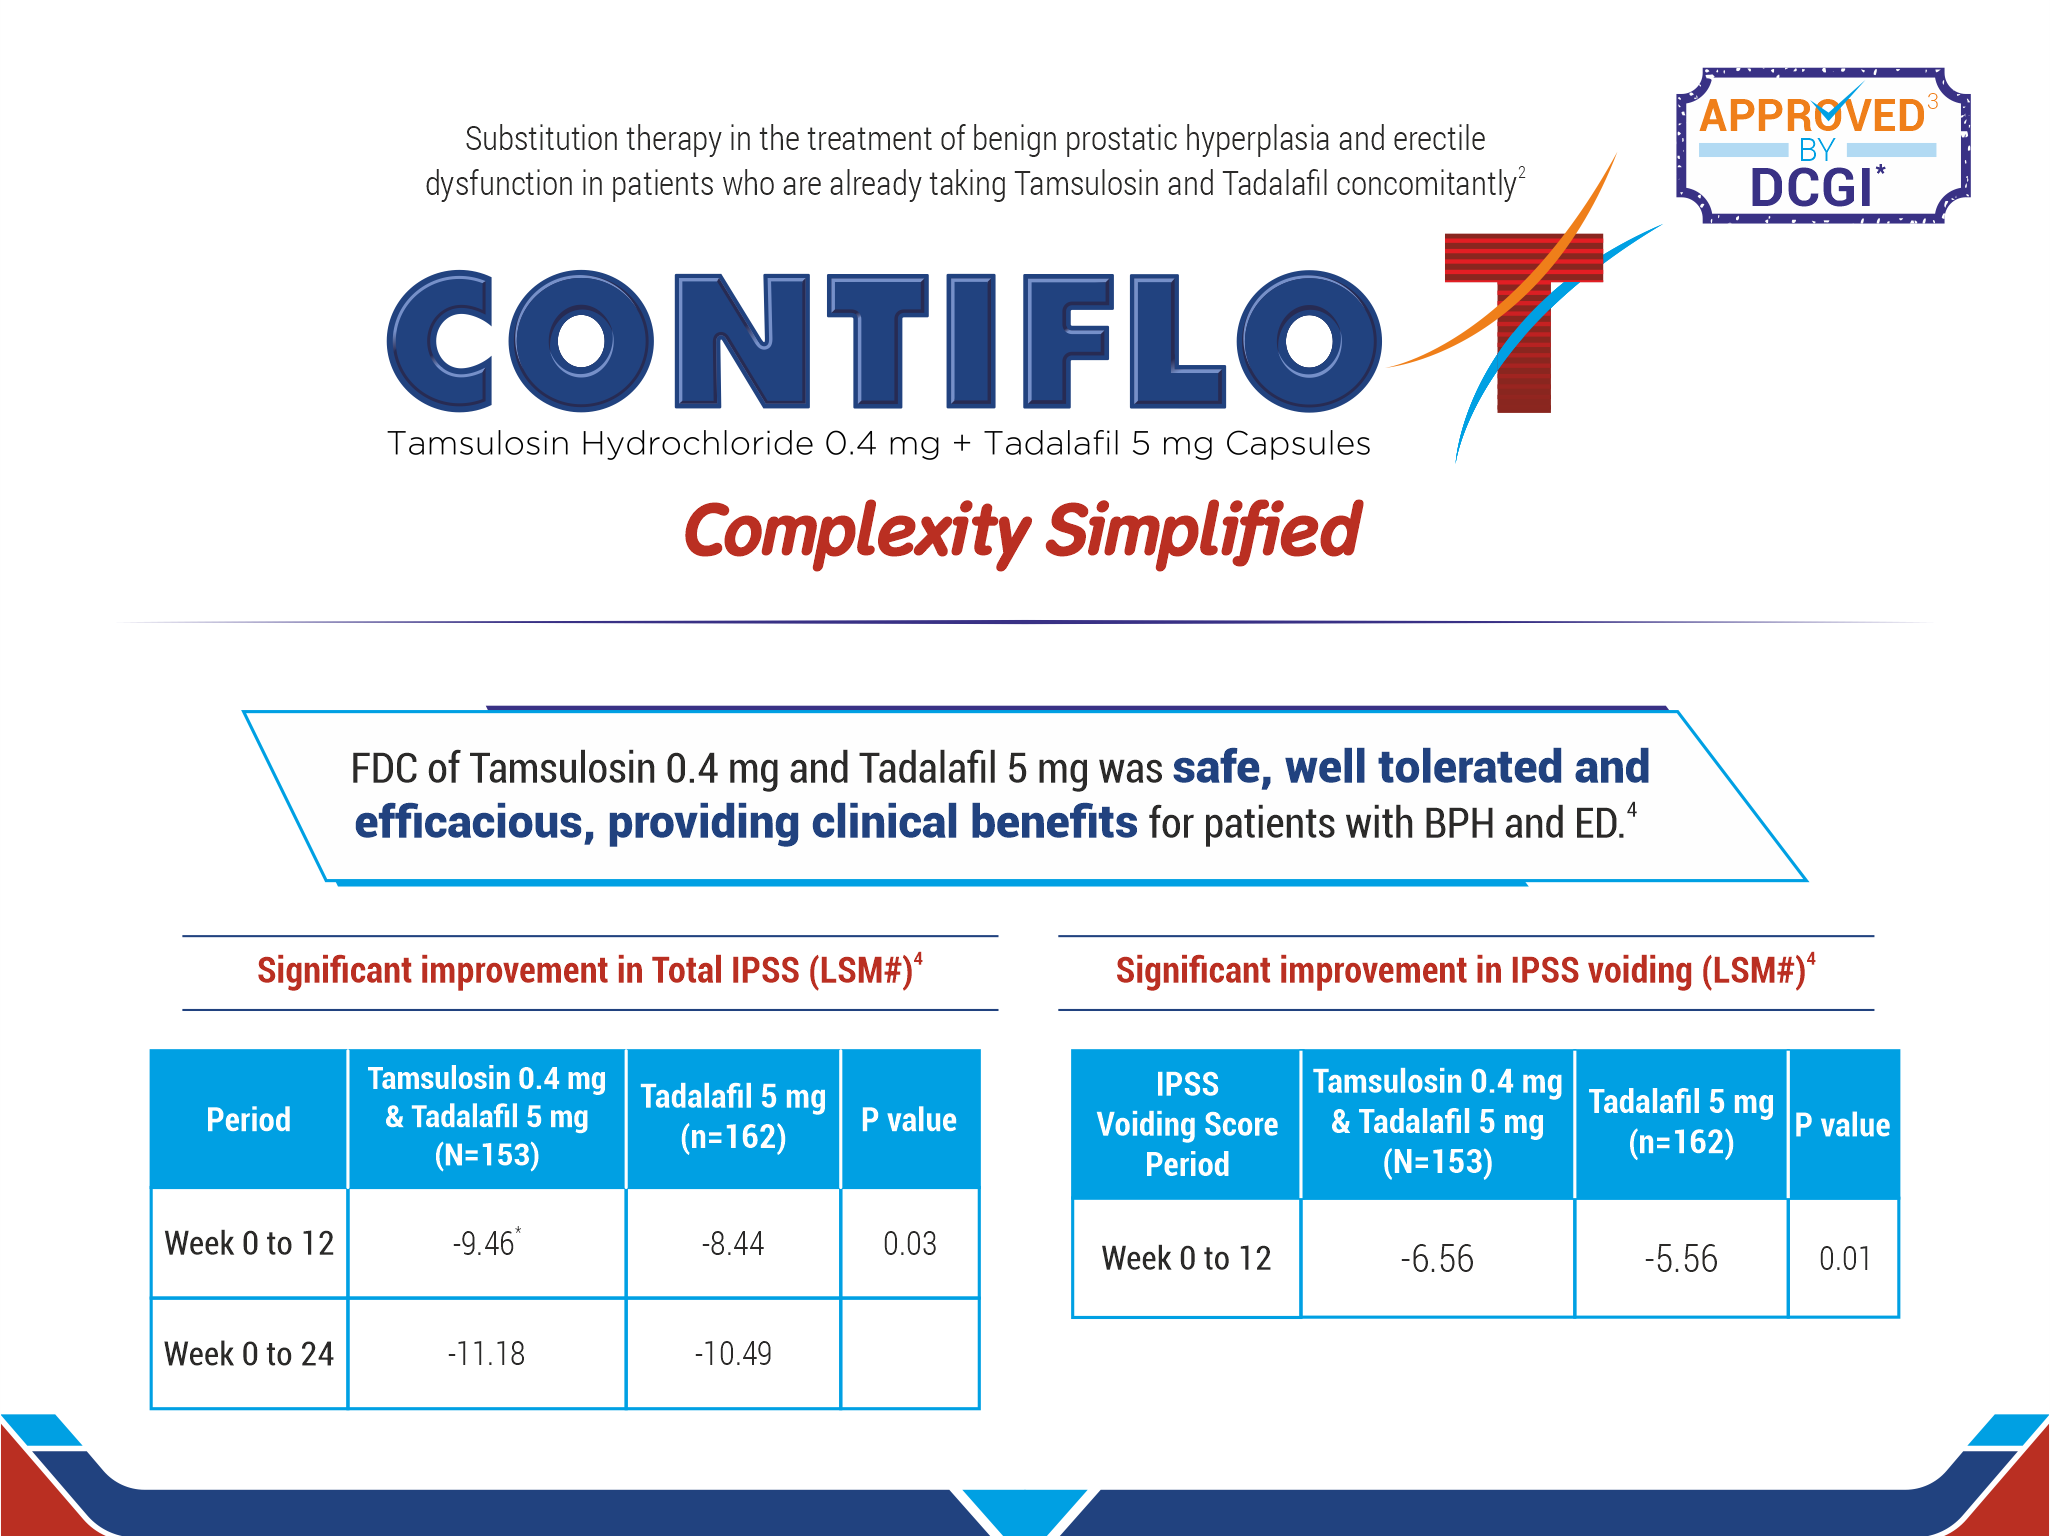 APPROVED3
BY
DCGI*
Substitution therapy in the treatment of benign prostatic hyperplasia and erectile
dysfunction in patients who are already taking Tamsulosin and Tadalafil concomitantly2
CONTIFLO T
Tamsulosin Hydrochloride 0.4 mg + Tadalafil 5 mg Capsules
Complexity Simplified
FDC of Tamsulosin 0.4 mg and Tadalafil 5 mg was safe, well tolerated and
efficacious, providing clinical benefits for patients with BPH and ED.4
Significant improvement in Total IPSS (LSM#)4
Period
Tamsulosin 0.4 mg
& Tadalafil 5 mg
(N=153)
Tadalafil 5 mg
(n=162)
P value
Week 0 to 12
-9.46*
-8.44
0.03
Week 0 to 24
-11.18
-10.49
Significant improvement in IPSS voiding (LSM#)4
IPSS
Voiding Score
Period
Tamsulosin 0.4 mg
& Tadalafil 5 mg
(N=153)
Tadalafil 5 mg
(n=162)
P value
Week 0 to 12
-6.56
-5.56
0.01